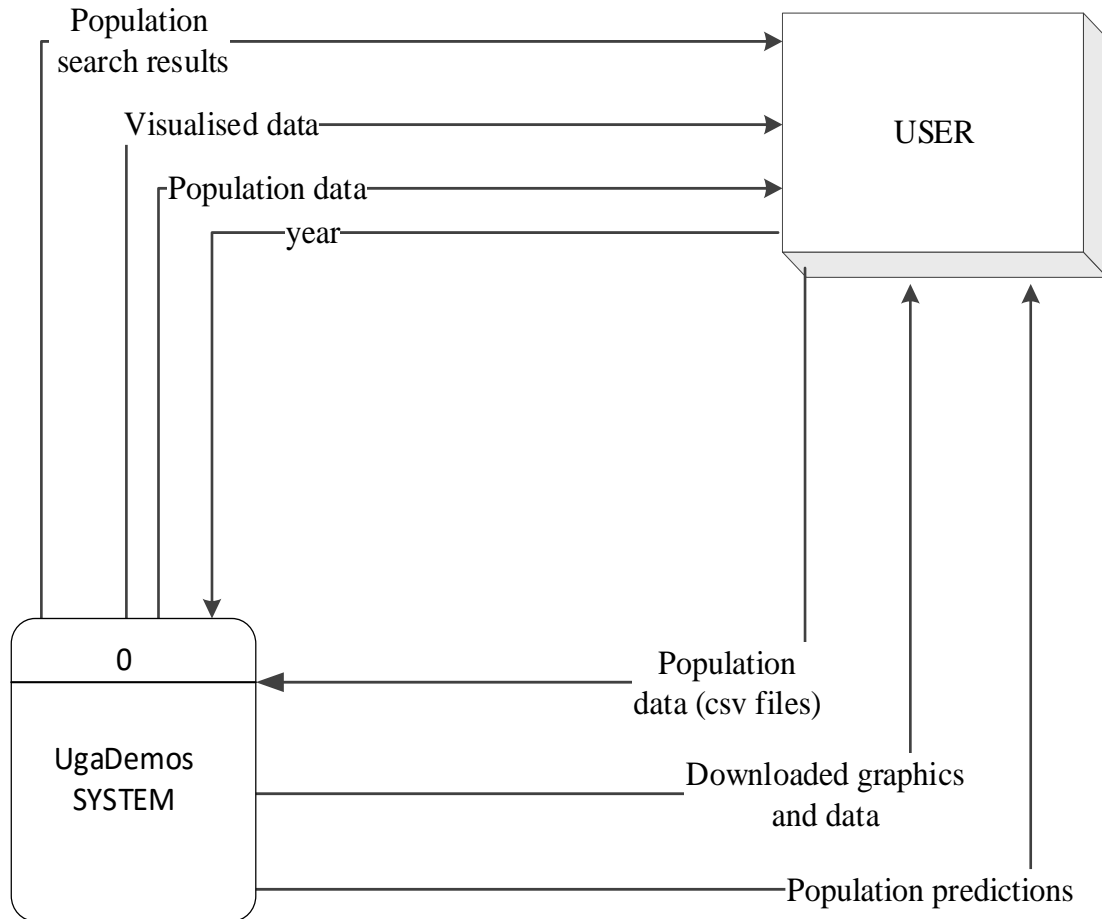 Population
search results
Visualised data
USER
Population data
year
0
UgaDemos
SYSTEM
Population
data (csv files)
Downloaded graphics
and data
Population predictions